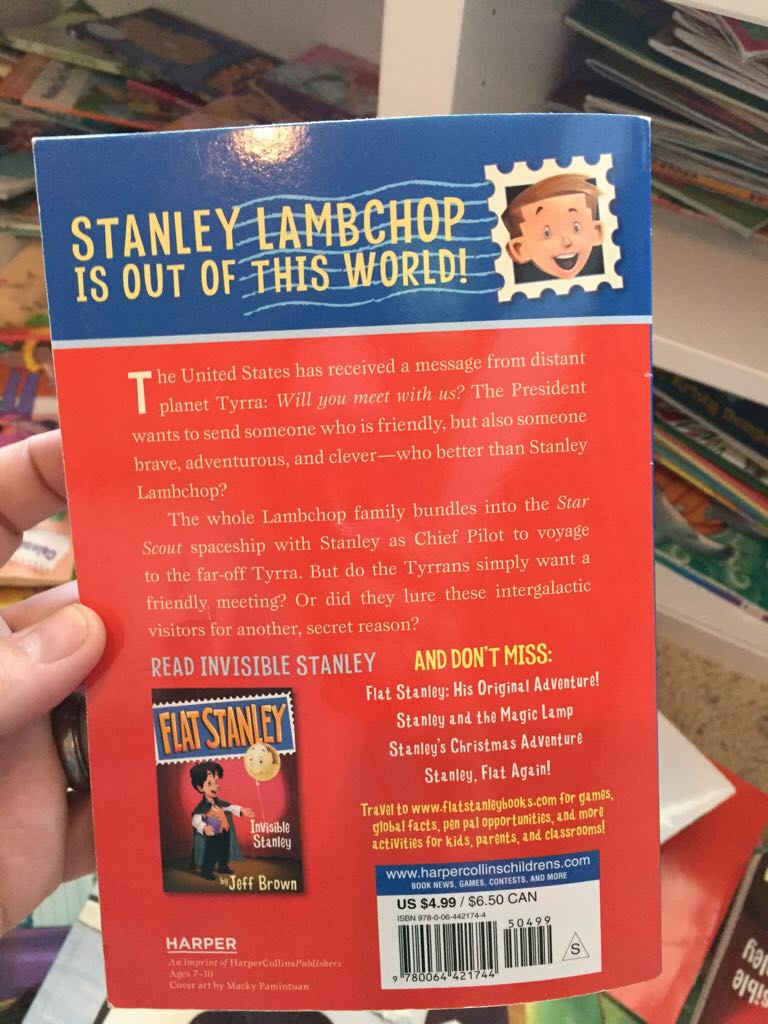 STANLEY LAMBCHOP
IS OUT OF THIS WORLD!
The United States has received a message from distant
planet Tyrra: Will you meet with us? The President
wants to send someone who is friendly, but also someone
brave, adventurous, and clever—who better than Stanley
Lambchop?
The whole Lambchop family bundles into the Star
Scout spaceship with Stanley as Chief Pilot to voyage
to the far-off Tyrra. But do the Tyrrans simply want a
friendly meeting? Or did they lure these intergalactic
visitors for another, secret reason?
READ INVISIBLE STANLEY
FLAT STANLEY
Invisible
Stanley
by Jeff Brown
AND DON'T MISS:
Flat Stanley: His Original Adventure!
Stanley and the Magic Lamp
Stanley's Christmas Adventure
Stanley, Flat Again!
Travel to www.flatstanleybooks.com for games,
global facts, pen pal opportunities, and more
activities for kids, parents, and classrooms!
www.harpercollinschildrens.com
BOOK NEWS, GAMES, CONTESTS, AND MORE
US $4.99 / $6.50 CAN
ISBN 978-0-06-442174-4
50499
9 780064 421744
S
HARPER
An Imprint of HarperCollinsPublishers
Ages 7–10
Cover art by Macky Pamintuan